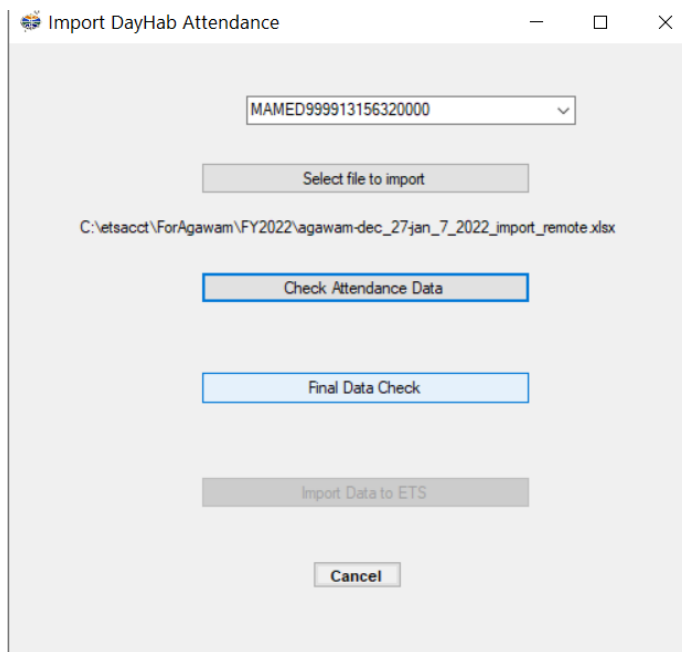 Import DayHab Attendance
MAMED999913156320000
Select file to import
C:\etsacct\ForAgawam\FY2022\agawam-dec_27-jan_7_2022_import_remote.xlsx
Check Attendance Data
Final Data Check
Import Data to ETS
Cancel